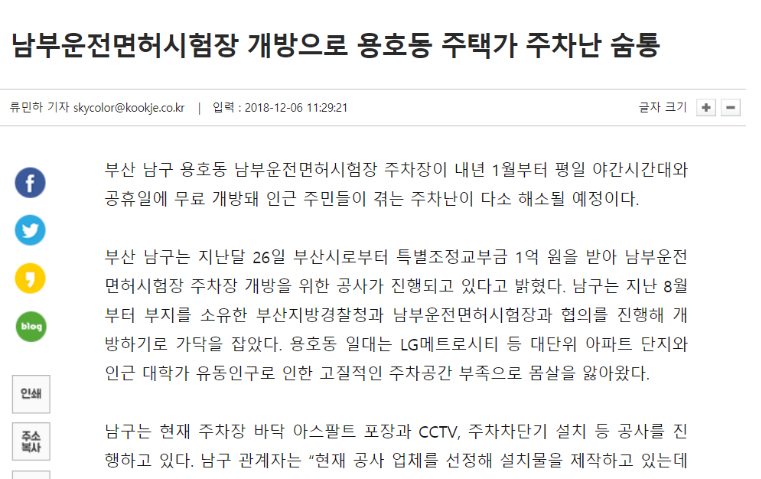 남부운전면허시험장 개방으로 용호동 주택가 주차난 숨통
류민하 기자 skycolor@kookje.co.kr | 입력 : 2018-12-06 11:29:21 글자 크기
부산 남구 용호동 남부운전면허시험장 주차장이 내년 1월부터 평일 야간시간대와
공휴일에 무료 개방돼 인근 주민들이 겪는 주차난이 다소 해소될 예정이다.
부산 남구는 지난달 26일 부산시로부터 특별조정교부금 1억 원을 받아 남부운전
면허시험장 주차장 개방을 위한 공사가 진행되고 있다고 밝혔다. 남구는 지난 8월
부터 부지를 소유한 부산지방경찰청과 남부운전면허시험장과 협의를 진행해 개
방하기로 가닥을 잡았다. 용호동 일대는 LG메트로시티 등 대단위 아파트 단지와
인근 대학가 유동인구로 인한 고질적인 주차공간 부족으로 몸살을 앓아왔다.
blog
인쇄
주소
복사
남구는 현재 주차장 바닥 아스팔트 포장과 CCTV, 주차차단기 설치 등 공사를 진
행하고 있다. 남구 관계자는 “현재 공사 업체를 선정해 설치물을 제작하고 있는데